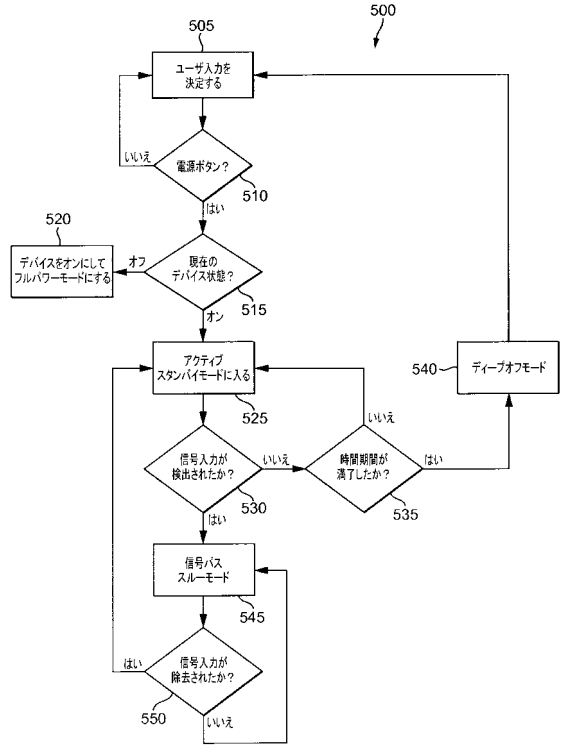 500
505
ユーザ入力を
決定する
いいえ
電源ボタン？
510
はい
520
デバイスをオンにして
フルパワーモードにする
オフ
現在の
デバイス状態？
515
オン
アクティブ
スタンバイモードに入る
525
540
ディープオフモード
いいえ
信号入力が
検出されたか？
いいえ
時間期間が
満了したか？
はい
530
535
はい
信号パス
スルーモード
545
はい
信号入力が
除去されたか？
550
いいえ